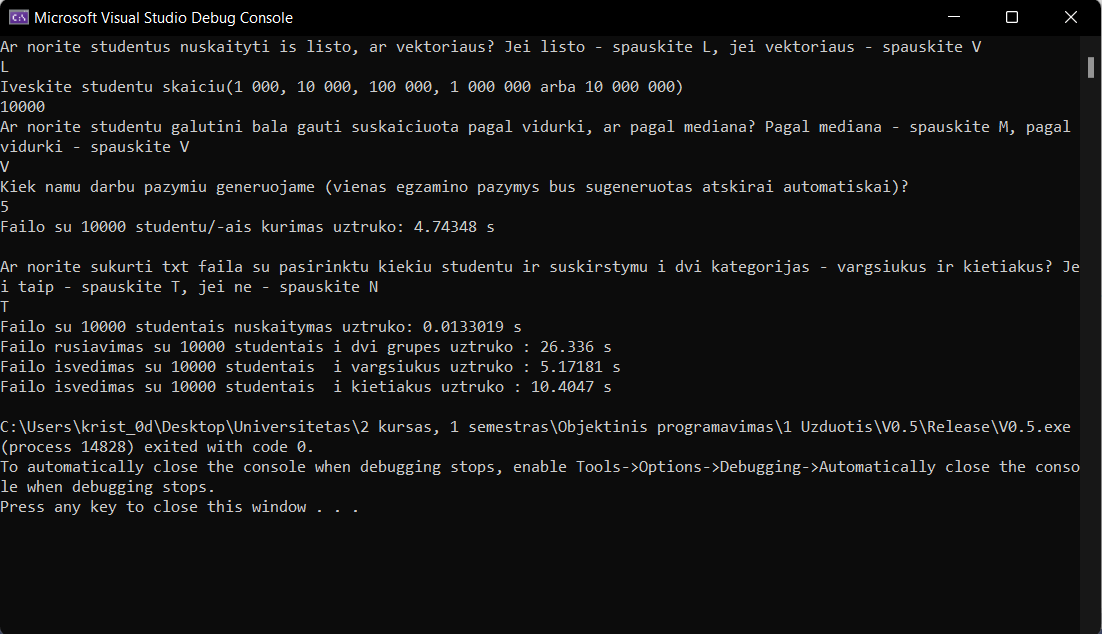 Microsoft Visual Studio Debug Console
Ar norite studentus nuskaityti is listo, ar vektoriaus? Jei listo - spauskite L, jei vektoriaus - spauskite V
L
Iveskite studentu skaiciu(1 000, 10 000, 100 000, 1 000 000 arba 10 000 000)
10000
Ar norite studentu galutini bala gauti suskaiciuota pagal vidurki, ar pagal mediana? Pagal mediana - spauskite M, pagal
vidurki - spauskite V
V
Kiek namu darbu pazymiu generuojame (vienas egzamino pazymys bus sugeneruotas atskirai automatiskai)?
5
Failo su 10000 studentu/-ais kurimas uztruko: 4.74348 s
Ar norite sukurti txt faila su pasirinktu kiekiu studentu ir suskirstymu i dvi kategorijas - vargsiukus ir kietiakus? Je
i taip - spauskite T, jei ne - spauskite N
T
Failo su 10000 studentais nuskaitymas uztruko: 0.0133019 s
Failo rusiavimas su 10000 studentais i dvi grupes uztruko : 26.336 s
Failo isvedimas su 10000 studentais  i vargsiukus uztruko : 5.17181 s
Failo isvedimas su 10000 studentais  i kietiakus uztruko : 10.4047 s
C:\Users\krist_0d\Desktop\Universitetas\2 kursas, 1 semestras\Objektinis programavimas\1 Uzduotis\V0.5\Release\V0.5.exe
(process 14828) exited with code 0.
To automatically close the console when debugging stops, enable Tools->Options->Debugging->Automatically close the conso
le when debugging stops.
Press any key to close this window . . .